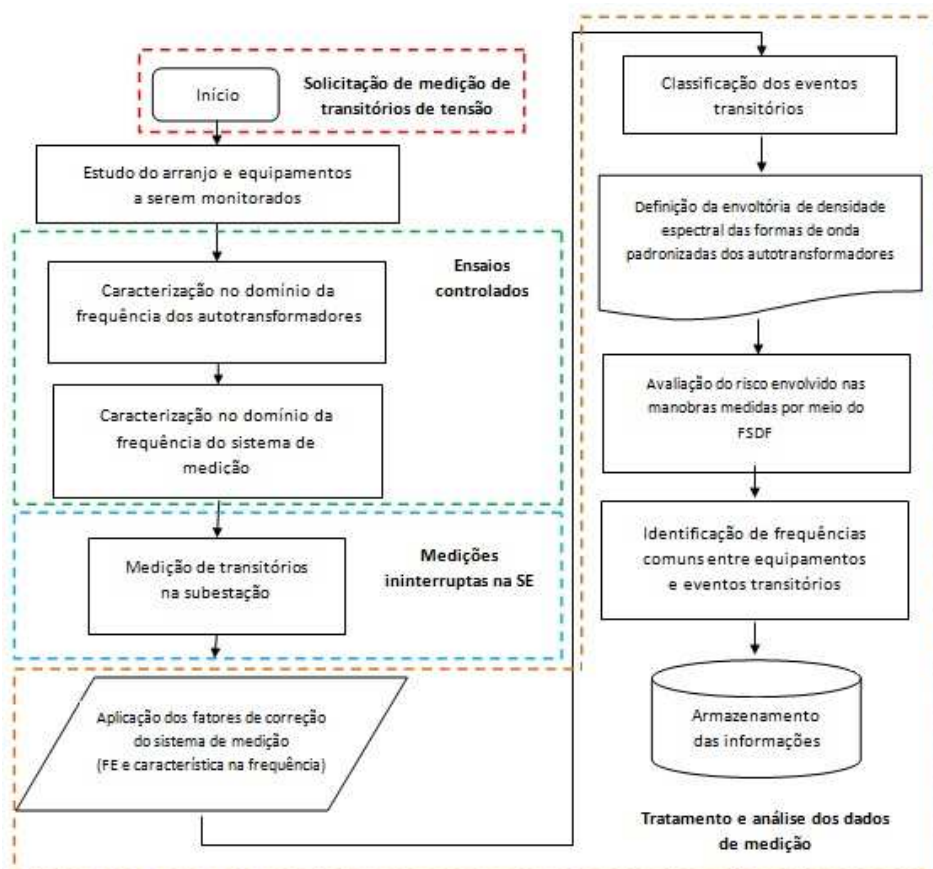 Início
Solicitação de medição de
transitórios de tensão
Estudo do arranjo e equipamentos
a serem monitorados
Ensaios
controlados
Caracterização no domínio da
frequência dos autotransformadores
Caracterização no domínio da
frequência do sistema de
medição
Medições
ininterruptas na SE
Medição de transitórios
na subestação
Aplicação dos fatores de correção
do sistema de medição
(FE e característica na frequência)
Classificação dos eventos
transitórios
Definição da envoltória de densidade
espectral das formas de onda
padronizadas dos autotransformadores
Avaliação do risco envolvido nas
manobras medidas por meio do
FSDF
Identificação de frequências
comuns entre equipamentos
e eventos transitórios
Armazenamento
das informações
Tratamento e análise dos dados
de medição